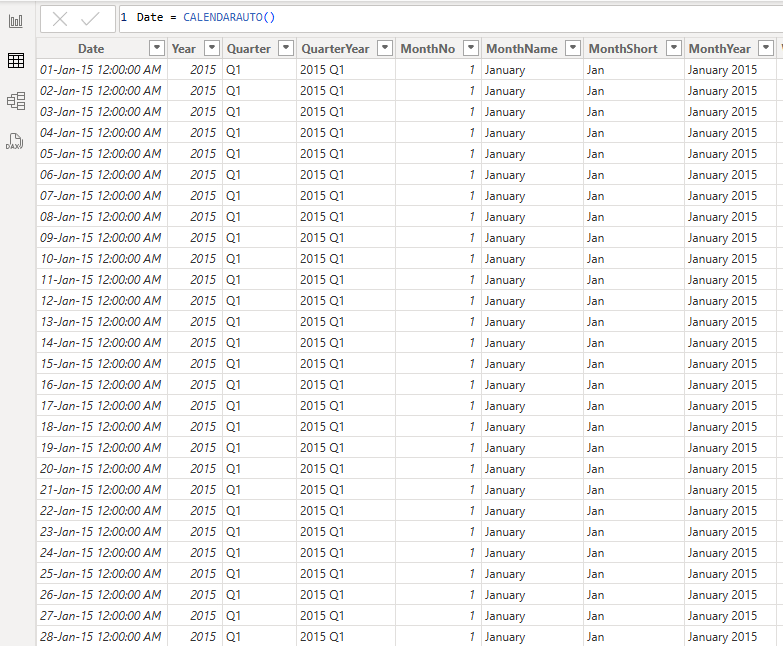 1 Date = CALENDARAUTO()
Date Year Quarter QuarterYear MonthNo MonthName MonthShort MonthYear
01-Jan-15 12:00:00 AM 2015 Q1 2015 Q1 1 January Jan January 2015
02-Jan-15 12:00:00 AM 2015 Q1 2015 Q1 1 January Jan January 2015
03-Jan-15 12:00:00 AM 2015 Q1 2015 Q1 1 January Jan January 2015
04-Jan-15 12:00:00 AM 2015 Q1 2015 Q1 1 January Jan January 2015
05-Jan-15 12:00:00 AM 2015 Q1 2015 Q1 1 January Jan January 2015
DAX 06-Jan-15 12:00:00 AM 2015 Q1 2015 Q1 1 January Jan January 2015
07-Jan-15 12:00:00 AM 2015 Q1 2015 Q1 1 January Jan January 2015
08-Jan-15 12:00:00 AM 2015 Q1 2015 Q1 1 January Jan January 2015
09-Jan-15 12:00:00 AM 2015 Q1 2015 Q1 1 January Jan January 2015
10-Jan-15 12:00:00 AM 2015 Q1 2015 Q1 1 January Jan January 2015
11-Jan-15 12:00:00 AM 2015 Q1 2015 Q1 1 January Jan January 2015
12-Jan-15 12:00:00 AM 2015 Q1 2015 Q1 1 January Jan January 2015
13-Jan-15 12:00:00 AM 2015 Q1 2015 Q1 1 January Jan January 2015
14-Jan-15 12:00:00 AM 2015 Q1 2015 Q1 1 January Jan January 2015
15-Jan-15 12:00:00 AM 2015 Q1 2015 Q1 1 January Jan January 2015
16-Jan-15 12:00:00 AM 2015 Q1 2015 Q1 1 January Jan January 2015
17-Jan-15 12:00:00 AM 2015 Q1 2015 Q1 1 January Jan January 2015
18-Jan-15 12:00:00 AM 2015 Q1 2015 Q1 1 January Jan January 2015
19-Jan-15 12:00:00 AM 2015 Q1 2015 Q1 1 January Jan January 2015
20-Jan-15 12:00:00 AM 2015 Q1 2015 Q1 1 January Jan January 2015
21-Jan-15 12:00:00 AM 2015 Q1 2015 Q1 1 January Jan January 2015
22-Jan-15 12:00:00 AM 2015 Q1 2015 Q1 1 January Jan January 2015
23-Jan-15 12:00:00 AM 2015 Q1 2015 Q1 1 January Jan January 2015
24-Jan-15 12:00:00 AM 2015 Q1 2015 Q1 1 January Jan January 2015
25-Jan-15 12:00:00 AM 2015 Q1 2015 Q1 1 January Jan January 2015
26-Jan-15 12:00:00 AM 2015 Q1 2015 Q1 1 January Jan January 2015
27-Jan-15 12:00:00 AM 2015 Q1 2015 Q1 1 January Jan January 2015
28-Jan-15 12:00:00 AM 2015 Q1 2015 Q1 1 January Jan January 2015